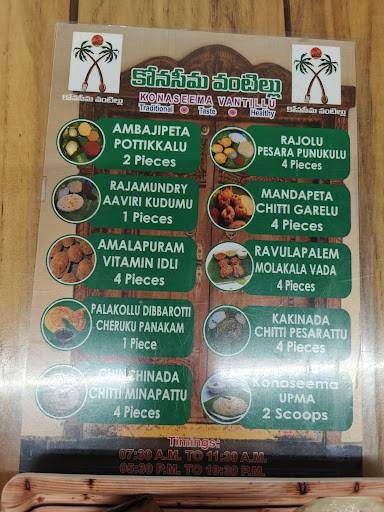 కోనసీమ వంటిల్లు
KONASEEMA VANTILLU
Traditional Taste Healthy
కోనసీమ వంటిల్లు
కోనసీమ వంటిల్లు
AMBAJIPETA
POTTIKKALU
2 Pieces
RAJOLU
PESARA PUNUKULU
4 Pieces
RAJAMUNDRY
AAVIRI KUDUMU
1 Pieces
MANDAPETA
CHITTI GARELU
4 Pieces
AMALAPURAM
VITAMIN IDLI
4 Pieces
RAVULAPALEM
MOLAKALA VADA
4 Pieces
PALAKOLLU DIBBAROTTI
CHERUKU PANAKAM
1 Piece
KAKINADA
CHITTI PESARATTU
4 Pieces
CHINCHINADA
CHITTI MINAPATTU
4 Pieces
Konaseema
UPMA
2 Scoops
Timings:
07:30 A.M. TO 11:30 A.M.
05:30 P.M. TO 10:30 P.M.